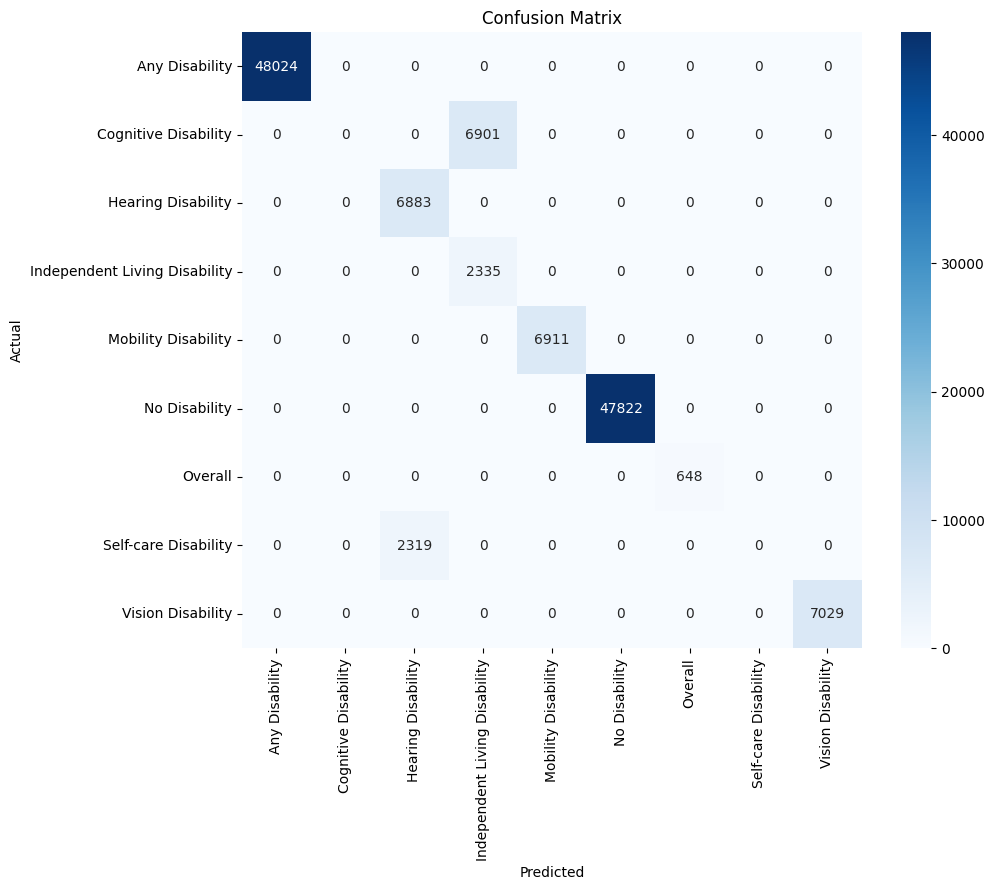 Confusion Matrix
Actual
Any Disability 48024 0 0 0 0 0 0 0 0
Cognitive Disability 0 0 0 6901 0 0 0 0 0
Hearing Disability 0 0 6883 0 0 0 0 0 0
Independent Living Disability 0 0 0 2335 0 0 0 0 0
Mobility Disability 0 0 0 0 6911 0 0 0 0
No Disability 0 0 0 0 0 47822 0 0 0
Overall 0 0 0 0 0 0 648 0 0
Self-care Disability 0 0 2319 0 0 0 0 0 0
Vision Disability 0 0 0 0 0 0 0 0 7029
Any Disability
Cognitive Disability
Hearing Disability
Independent Living Disability
Mobility Disability
No Disability
Overall
Self-care Disability
Vision Disability
Predicted
40000
30000
20000
10000
0